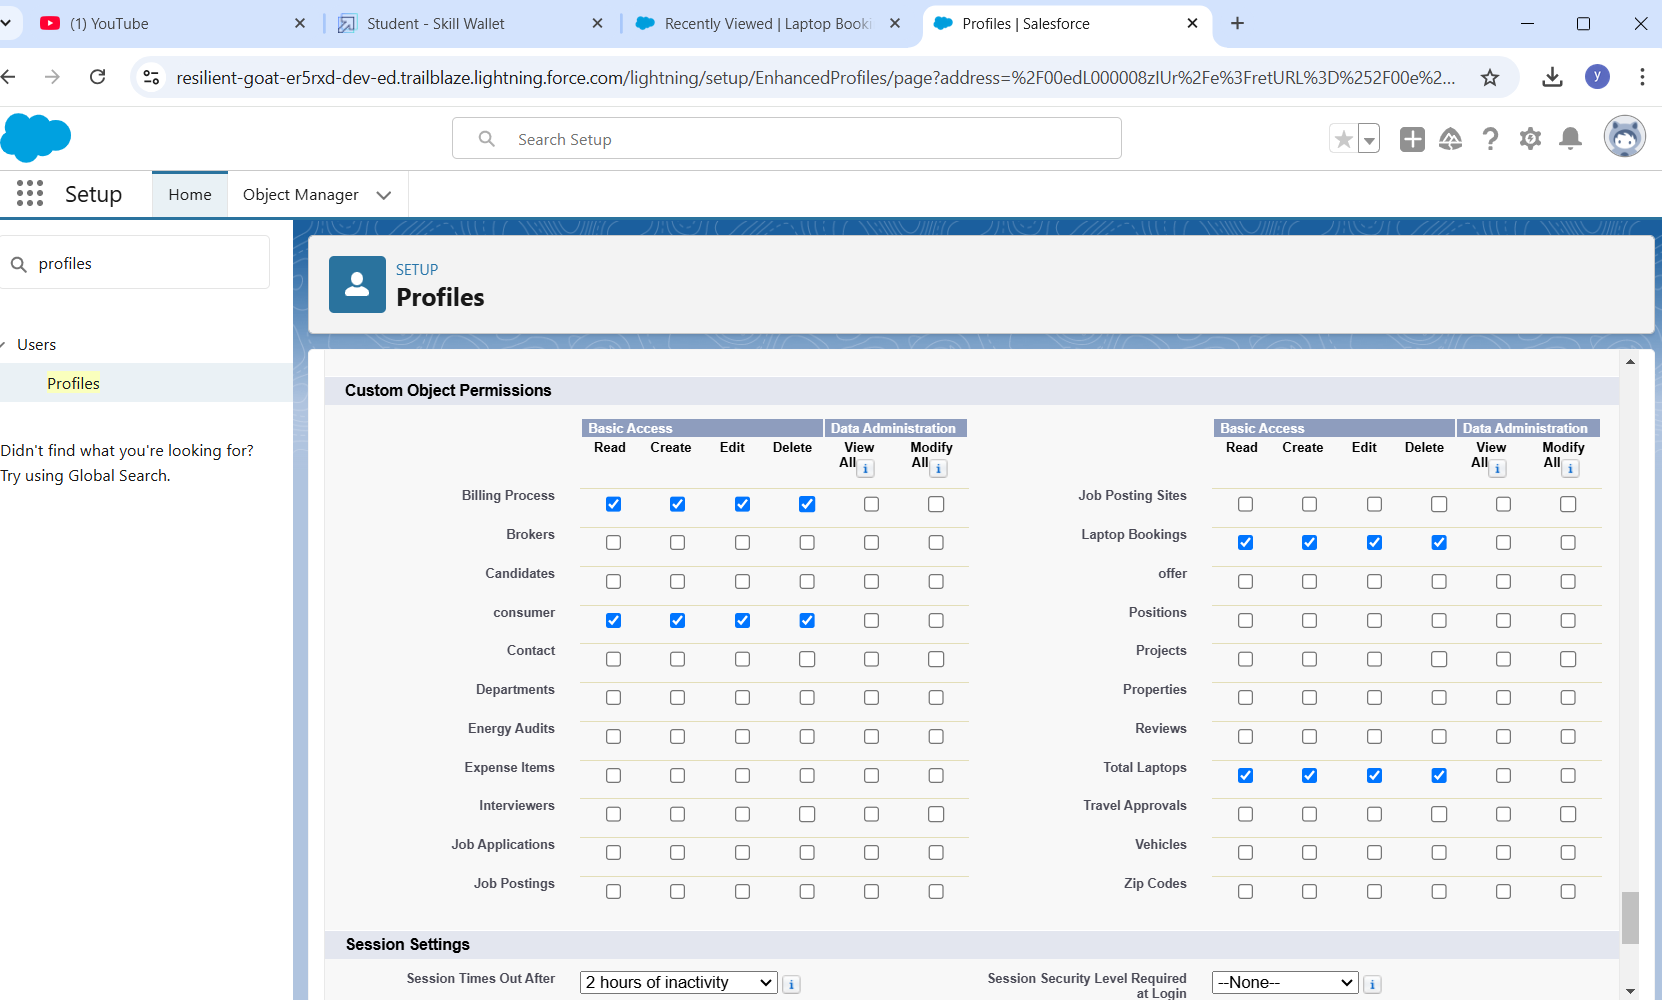 (1) YouTube
Student - Skill Wallet
Recently Viewed | Laptop Booki
Profiles | Salesforce
resilient-goat-er5rxd-dev-ed.trailblaze.lightning.force.com/lightning/setup/EnhancedProfiles/page?address=%2F00edL000008zIUr%2Fe%3FretURL%3D%252F00e%2...
y
Search Setup
Setup
Home
Object Manager
profiles
Users
Profiles
Didn't find what you're looking for?
Try using Global Search.
SETUP
Profiles
Custom Object Permissions
Basic Access Data Administration Basic Access Data Administration
Read Create Edit Delete View All Modify All Read Create Edit Delete View All Modify All
Billing Process Job Posting Sites
Brokers Laptop Bookings
Candidates offer
consumer Positions
Contact Projects
Departments Properties
Energy Audits Reviews
Expense Items Total Laptops
Interviewers Travel Approvals
Job Applications Vehicles
Job Postings Zip Codes
Session Settings
Session Times Out After 2 hours of inactivity Session Security Level Required at Login --None--